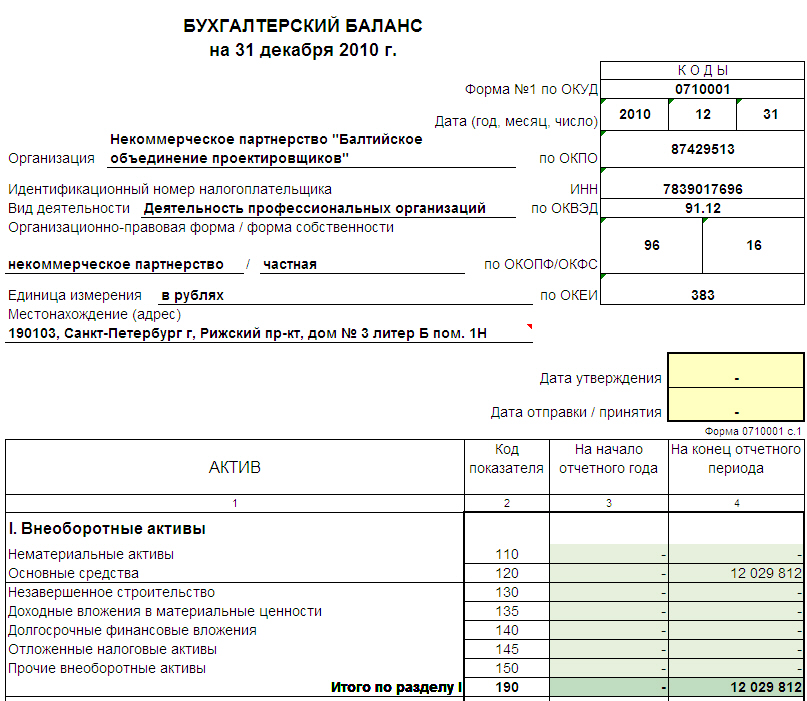 БУХГАЛТЕРСКИЙ БАЛАНС
на 31 декабря 2010 г.
К О Д Ы
Форма №1 по ОКУД 0710001
Дата (год, месяц, число) 2010 12 31
Некоммерческое партнерство "Балтийское
Организация объединение проектировщиков" по ОКПО 87429513
Идентификационный номер налогоплательщика ИНН 7839017696
Вид деятельности Деятельность профессиональных организаций по ОКВЭД 91.12
Организационно-правовая форма / форма собственности
96 16
некоммерческое партнерство / частная по ОКОПФ/ОКФС
Единица измерения в рублях по ОКЕИ 383
Местонахождение (адрес)
190103, Санкт-Петербург г, Рижский пр-кт, дом № 3 литер Б пом. 1Н
Дата утверждения -
Дата отправки / принятия -
Форма 0710001 с.1
АКТИВ Код показателя На начало отчетного года На конец отчетного периода
1 2 3 4
I. Внеоборотные активы
Нематериальные активы 110 - -
Основные средства 120 - 12 029 812
Незавершенное строительство 130 - -
Доходные вложения в материальные ценности 135 - -
Долгосрочные финансовые вложения 140 - -
Отложенные налоговые активы 145 - -
Прочие внеоборотные активы 150 - -
Итого по разделу I 190 - 12 029 812